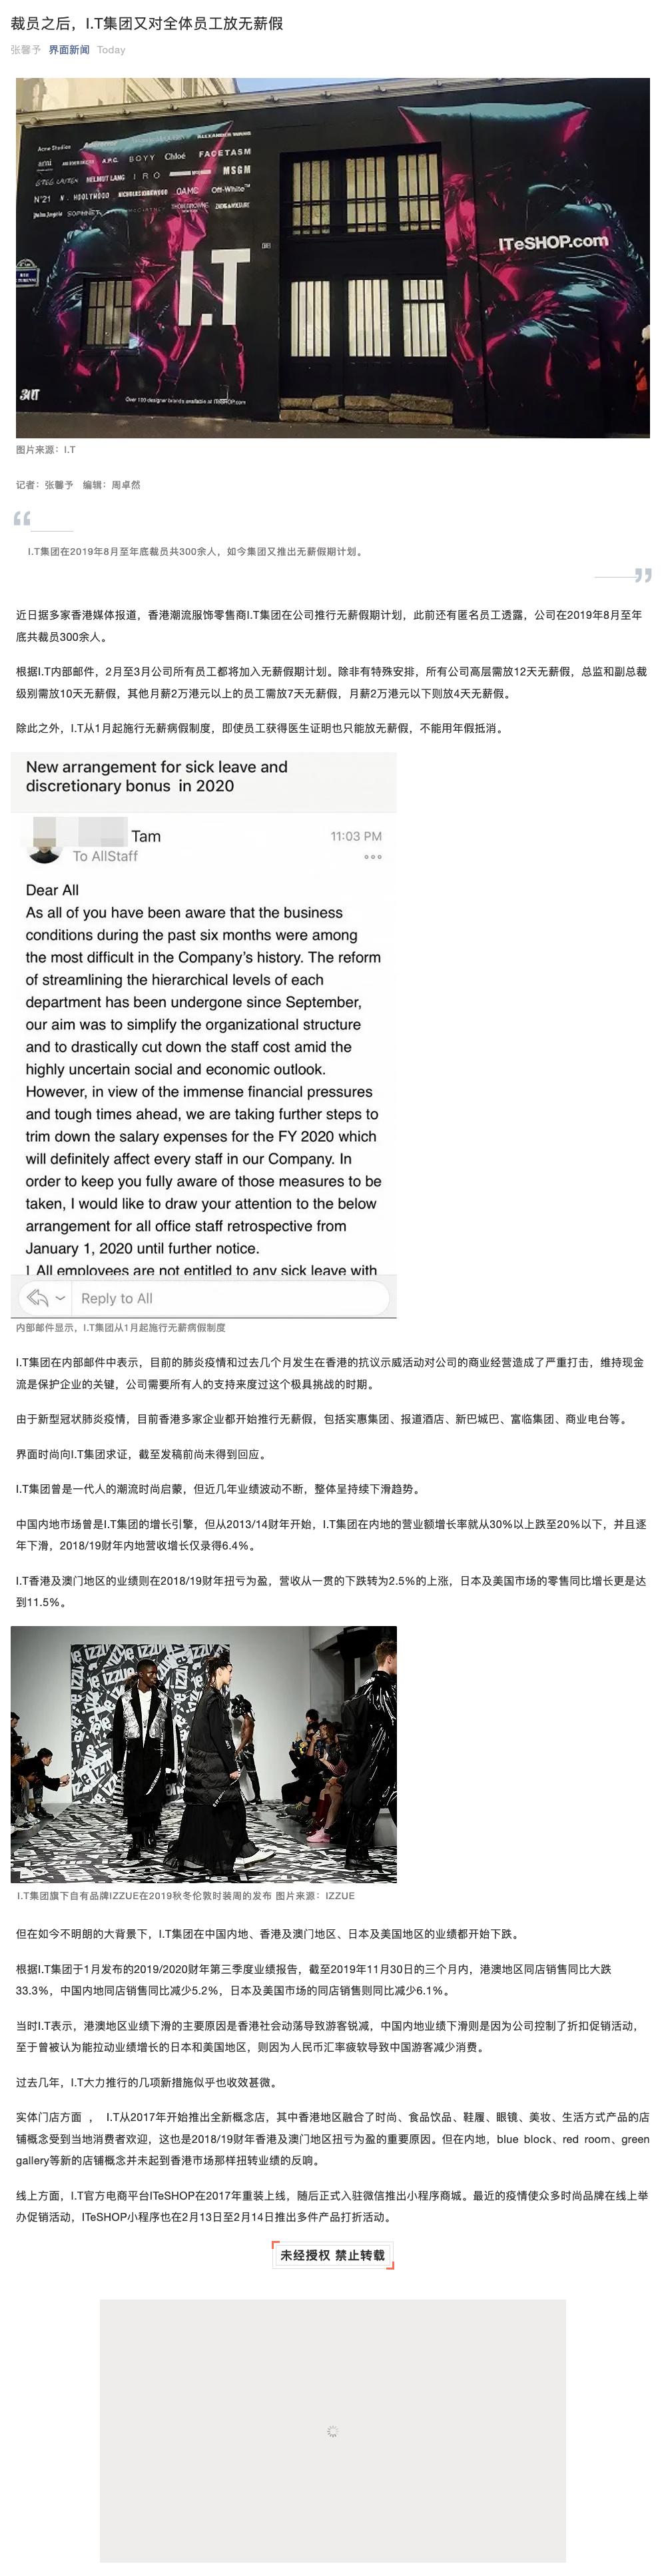 裁员之后，I.T集团又对全体员工放无薪假
张馨予 界面新闻 Today
Acne Studios
ALEXANDER WANG
ami
A.P.C. BOYY Chloé FACETASM
HELMUT LANG IRO
MSGM
N°21 N. HOOLYWOOD NICHOLAS KIRKWOOD OAMC Off-White™
I.T
ITeSHOP.com
Over 100 designer brands available at ITeSHOP.com
图片来源：I.T
记者：张馨予 编辑：周卓然
I.T集团在2019年8月至年底裁员共300余人，如今集团又推出无薪假期计划。
近日据多家香港媒体报道，香港潮流服饰零售商I.T集团在公司推行无薪假期计划，此前还有匿名员工透露，公司在2019年8月至年
底共裁员300余人。
根据I.T内部邮件，2月至3月公司所有员工都将加入无薪假期计划。除非有特殊安排，所有公司高层需放12天无薪假，总监和副总裁
级别需放10天无薪假，其他月薪2万港元以上的员工需放7天无薪假，月薪2万港元以下则放4天无薪假。
除此之外，I.T从1月起施行无薪病假制度，即使员工获得医生证明也只能放无薪假，不能用年假抵消。
New arrangement for sick leave and
discretionary bonus in 2020
Tam
11:03 PM
To AllStaff
Dear All
As all of you have been aware that the business
conditions during the past six months were among
the most difficult in the Company's history. The reform
of streamlining the hierarchical levels of each
department has been undergone since September,
our aim was to simplify the organizational structure
and to drastically cut down the staff cost amid the
highly uncertain social and economic outlook.
However, in view of the immense financial pressures
and tough times ahead, we are taking further steps to
trim down the salary expenses for the FY 2020 which
will definitely affect every staff in our Company. In
order to keep you fully aware of those measures to be
taken, I would like to draw your attention to the below
arrangement for all office staff retrospective from
January 1, 2020 until further notice.
1 All employees are not entitled to any sick leave with
Reply to All
内部邮件显示，I.T集团从1月起施行无薪病假制度
I.T集团在内部邮件中表示，目前的肺炎疫情和过去几个月发生在香港的抗议示威活动对公司的商业经营造成了严重打击，维持现金
流是保护企业的关键，公司需要所有人的支持来度过这个极具挑战的时期。
由于新型冠状肺炎疫情，目前香港多家企业都开始推行无薪假，包括实惠集团、报道酒店、新巴城巴、富临集团、商业电台等。
界面时尚向I.T集团求证，截至发稿前尚未得到回应。
I.T集团曾是一代人的潮流时尚启蒙，但近几年业绩波动不断，整体呈持续下滑趋势。
中国内地市场曾是I.T集团的增长引擎，但从2013/14财年开始，I.T集团在内地的营业额增长率就从30%以上跌至20%以下，并且逐
年下滑，2018/19财年内地营收增长仅录得6.4%。
I.T香港及澳门地区的业绩则在2018/19财年扭亏为盈，营收从一贯的下跌转为2.5%的上涨，日本及美国市场的零售同比增长更是达
到11.5%。
IZZUE
I.T集团旗下自有品牌IZZUE在2019秋冬伦敦时装周的发布 图片来源：IZZUE
但在如今不明朗的大背景下，I.T集团在中国内地、香港及澳门地区、日本及美国地区的业绩都开始下跌。
根据I.T集团于1月发布的2019/2020财年第三季度业绩报告，截至2019年11月30日的三个月内，港澳地区同店销售同比大跌
33.3%，中国内地同店销售同比减少5.2%，日本及美国市场的同店销售则同比减少6.1%。
当时I.T表示，港澳地区业绩下滑的主要原因是香港社会动荡导致游客锐减，中国内地业绩下滑则是因为公司控制了折扣促销活动，
至于曾被认为能拉动业绩增长的日本和美国地区，则因为人民币汇率疲软导致中国游客减少消费。
过去几年，I.T大力推行的几项新措施似乎也收效甚微。
实体门店方面 ， I.T从2017年开始推出全新概念店，其中香港地区融合了时尚、食品饮品、鞋履、眼镜、美妆、生活方式产品的店
铺概念受到当地消费者欢迎，这也是2018/19财年香港及澳门地区扭亏为盈的重要原因。但在内地，blue block、red room、green
gallery等新的店铺概念并未起到香港市场那样扭转业绩的反响。
线上方面，I.T官方电商平台ITeSHOP在2017年重装上线，随后正式入驻微信推出小程序商城。最近的疫情使众多时尚品牌在线上举
办促销活动，ITeSHOP小程序也在2月13日至2月14日推出多件产品打折活动。
未经授权 禁止转载